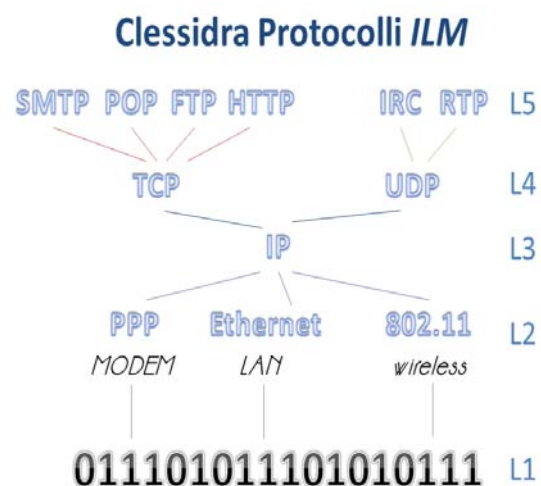 Clessidra Protocolli ILM
SMTP POP FTP HTTP IRC RTP L5
TCP UDP L4
IP L3
PPP Ethernet 802.11 L2
MODEM LAN wireless
011101011101010111 L1